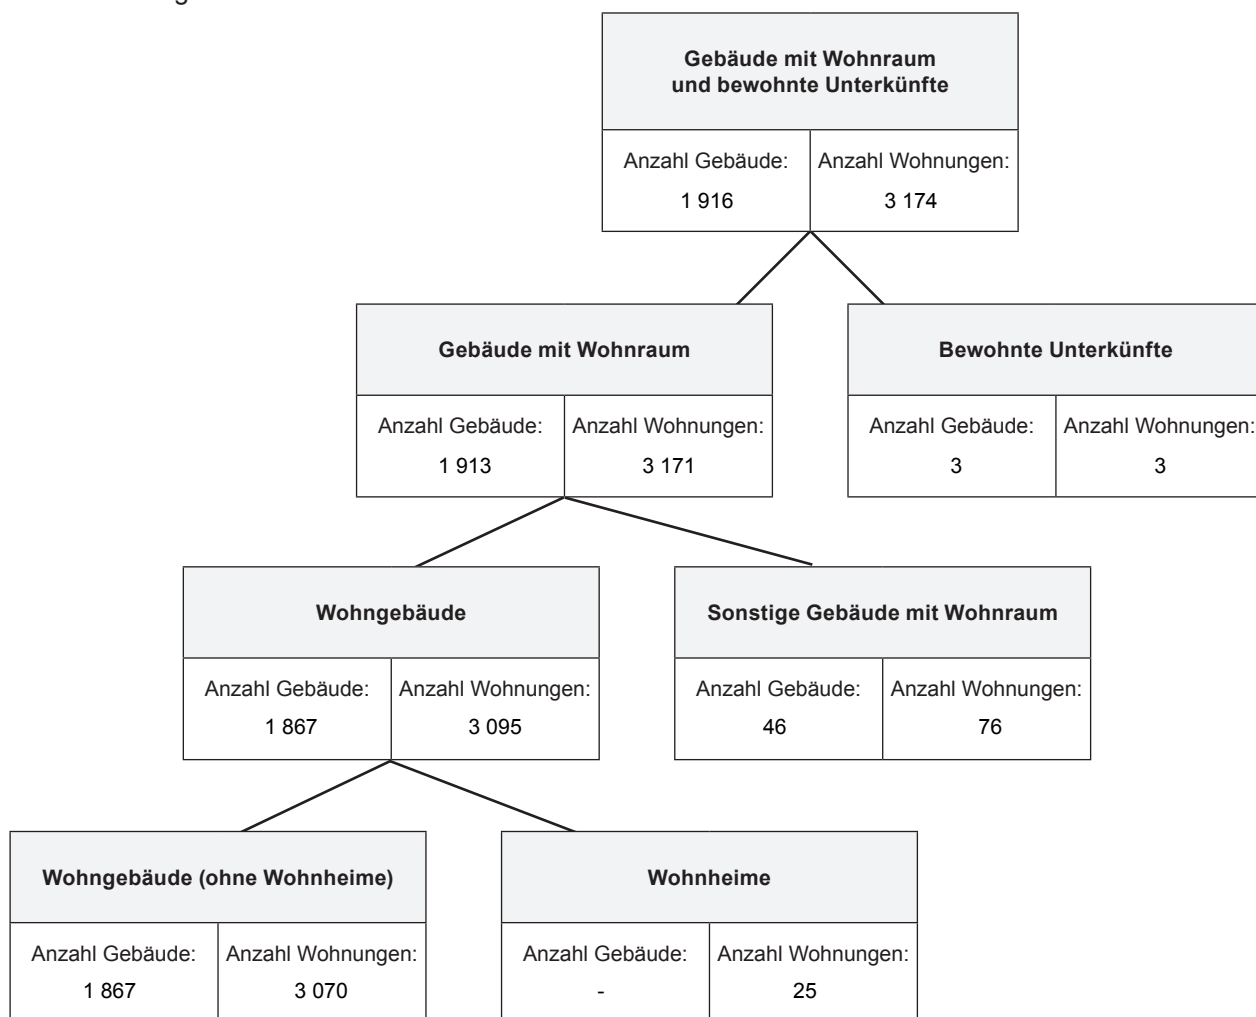 Gebäude mit Wohnraum
und bewohnte Unterkünfte
Anzahl Gebäude: Anzahl Wohnungen:
1 916 3 174
Gebäude mit Wohnraum Bewohnte Unterkünfte
Anzahl Gebäude: Anzahl Wohnungen: Anzahl Gebäude: Anzahl Wohnungen:
1 913 3 171 3 3
Wohngebäude Sonstige Gebäude mit Wohnraum
Anzahl Gebäude: Anzahl Wohnungen: Anzahl Gebäude: Anzahl Wohnungen:
1 867 3 095 46 76
Wohngebäude (ohne Wohnheime) Wohnheime
Anzahl Gebäude: Anzahl Wohnungen: Anzahl Gebäude: Anzahl Wohnungen:
1 867 3 070 - 25